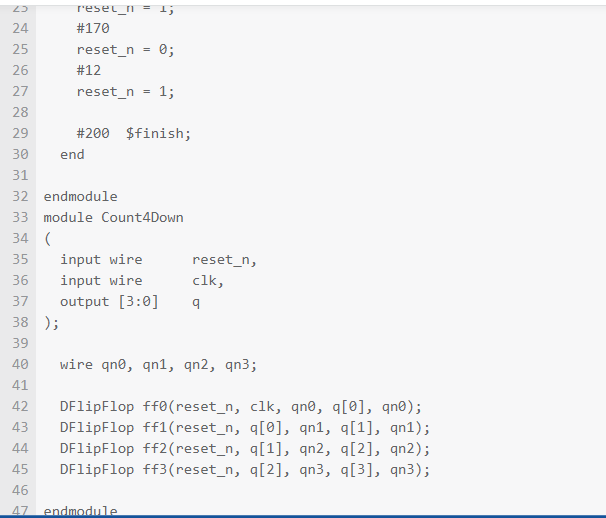 23     reset_n = 1;
24     #170
25     reset_n = 0;
26     #12
27     reset_n = 1;
28
29     #200  $finish;
30   end
31
32 endmodule
33 module Count4Down
34 (
35   input wire      reset_n,
36   input wire      clk,
37   output [3:0]    q
38 );
39
40   wire qn0, qn1, qn2, qn3;
41
42   DFlipFlop ff0(reset_n, clk, qn0, q[0], qn0);
43   DFlipFlop ff1(reset_n, q[0], qn1, q[1], qn1);
44   DFlipFlop ff2(reset_n, q[1], qn2, q[2], qn2);
45   DFlipFlop ff3(reset_n, q[2], qn3, q[3], qn3);
46
47 endmodule